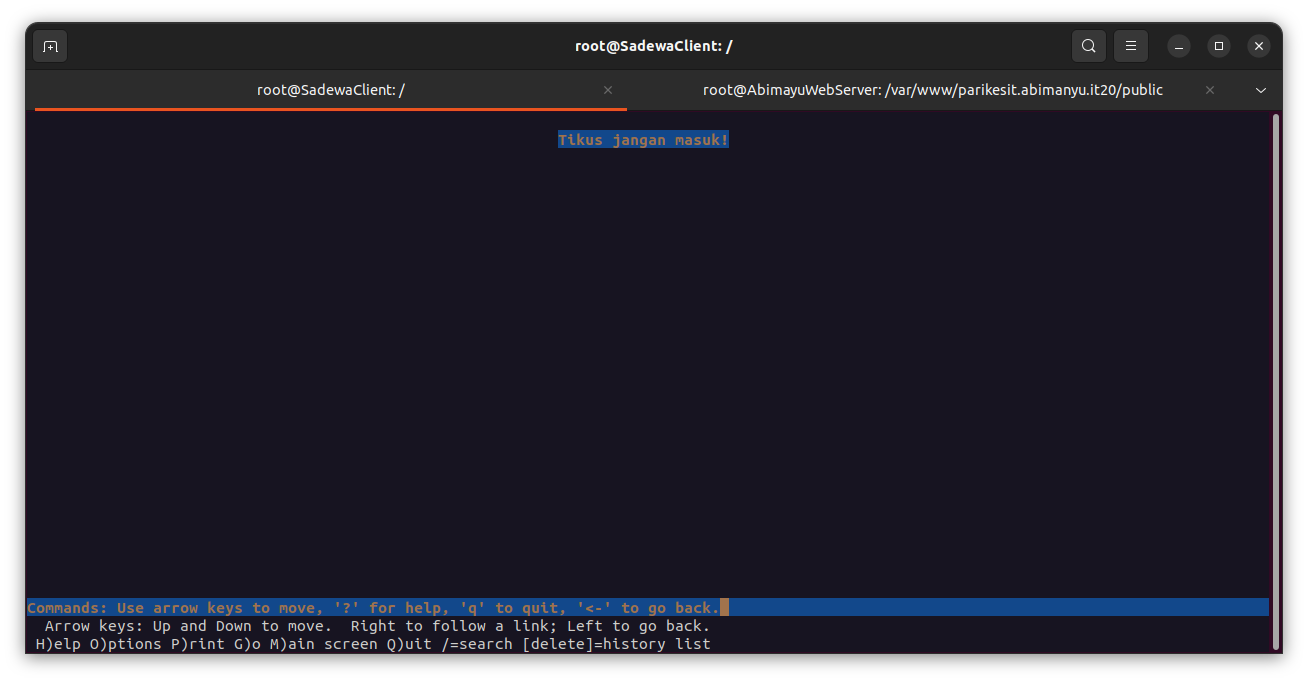 root@SadewaClient: /
root@SadewaClient: /
root@AbimayuWebServer: /var/www/parikesit.abimanyu.it20/public
Tikus jangan masuk!
Commands: Use arrow keys to move, '?' for help, 'q' to quit, '<-' to go back.
Arrow keys: Up and Down to move.  Right to follow a link; Left to go back.
H)elp O)ptions P)rint G)o M)ain screen Q)uit /=search [delete]=history list